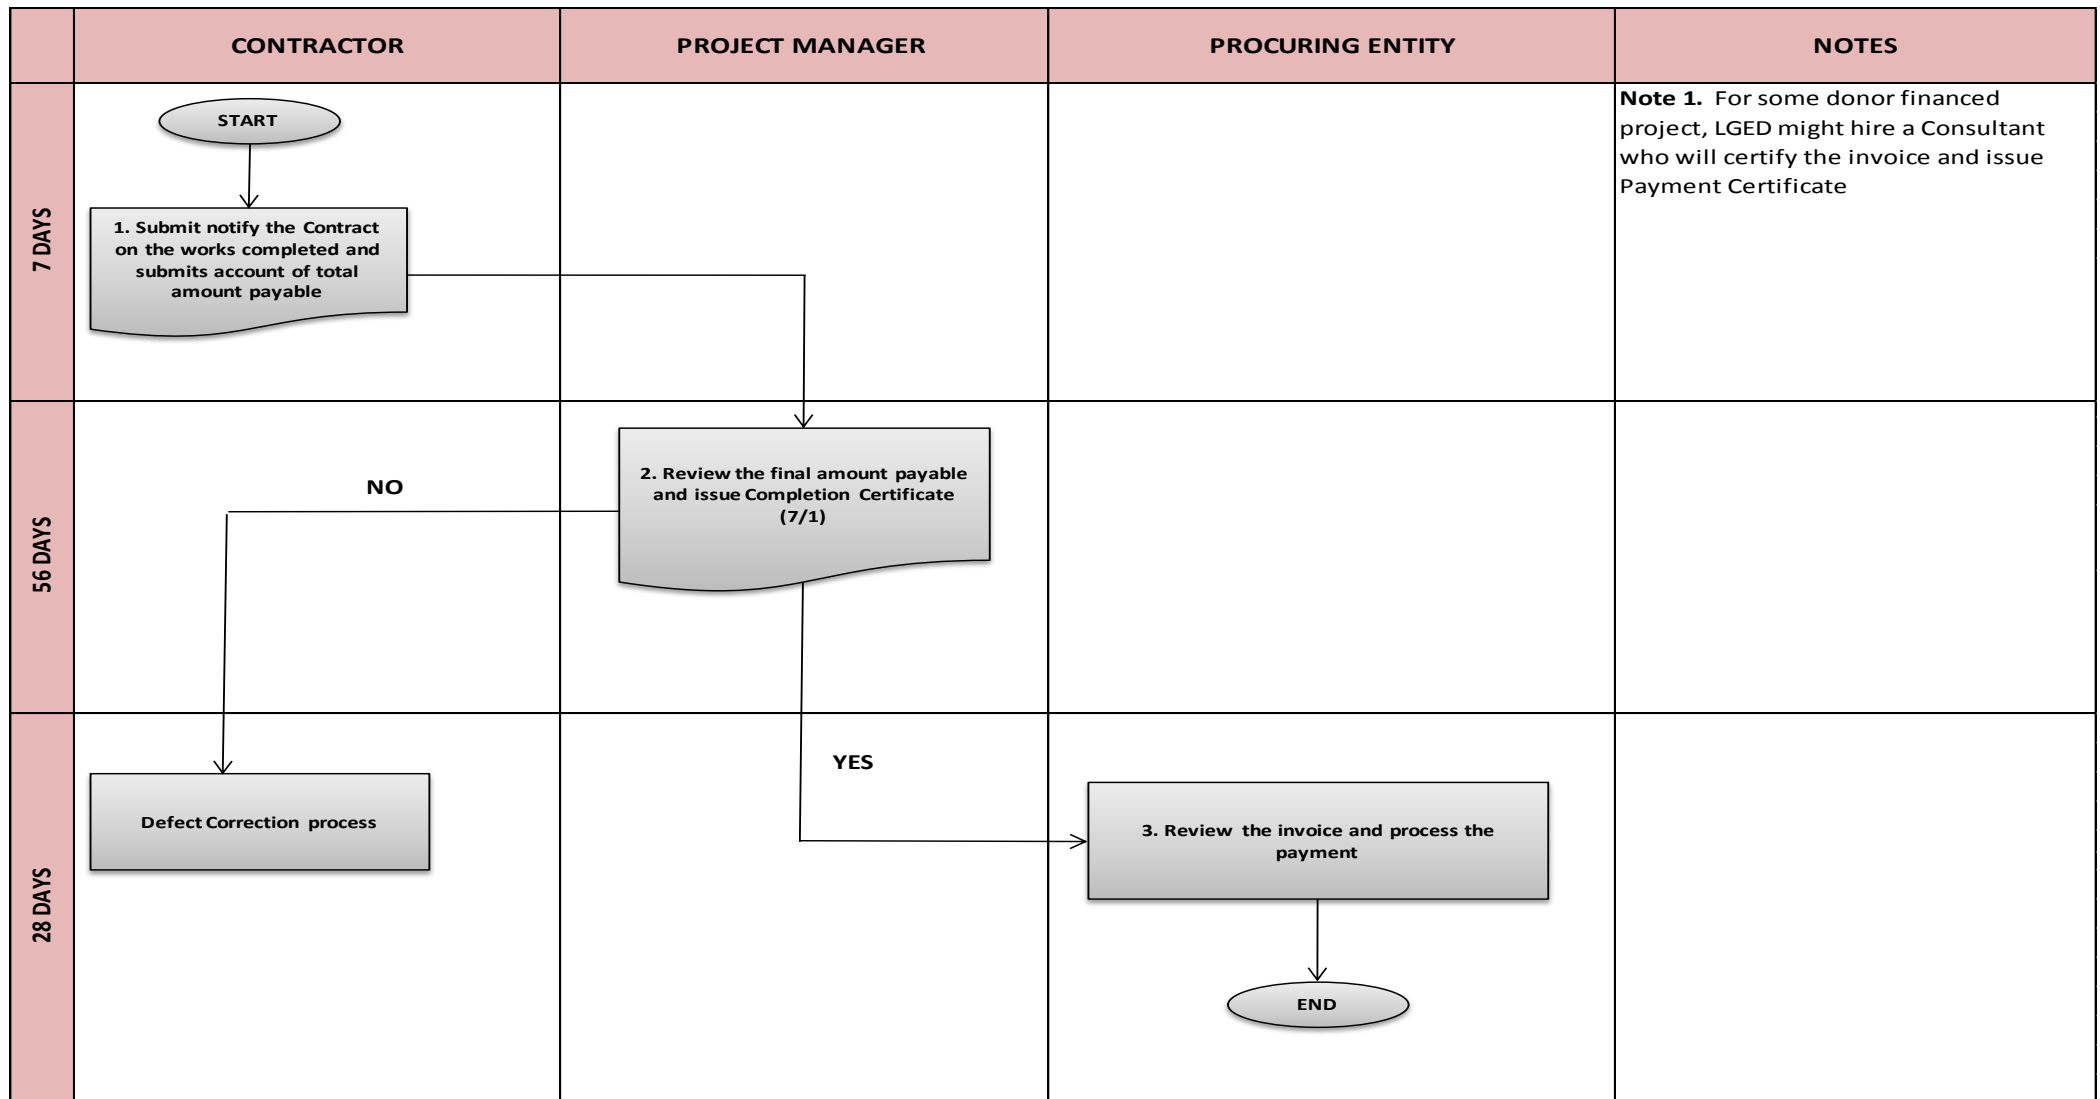 CONTRACTOR
PROJECT MANAGER
PROCURING ENTITY
NOTES
7 DAYS
START
1. Submit notify the Contract
on the works completed and
submits account of total
amount payable
Note 1. For some donor financed
project, LGED might hire a Consultant
who will certify the invoice and issue
Payment Certificate
56 DAYS
NO
2. Review the final amount payable
and issue Completion Certificate
(7/1)
28 DAYS
Defect Correction process
YES
3. Review the invoice and process the
payment
END